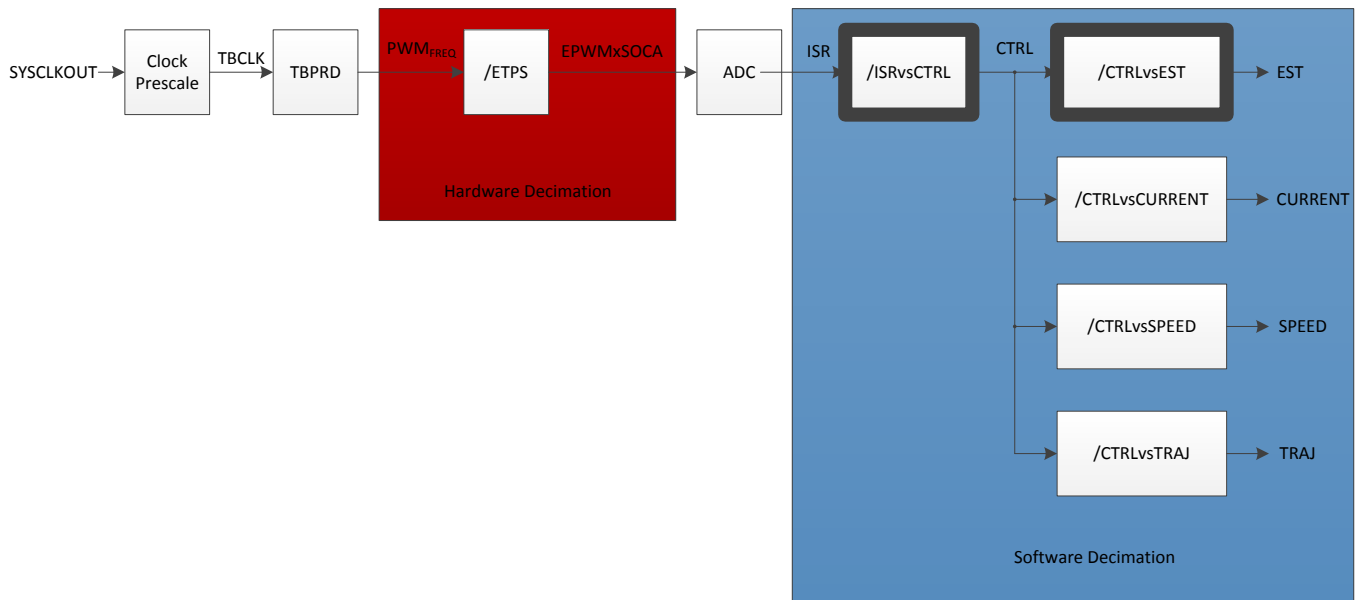 SYSCLKOUT
Clock
Prescale
TBCLK
TBPRD
PWM_FREQ
/ETPS
EPWMxSOCA
Hardware Decimation
ADC
ISR
/ISRvsCTRL
CTRL
/CTRLvsEST
EST
/CTRLvsCURRENT
CURRENT
/CTRLvsSPEED
SPEED
/CTRLvsTRAJ
TRAJ
Software Decimation